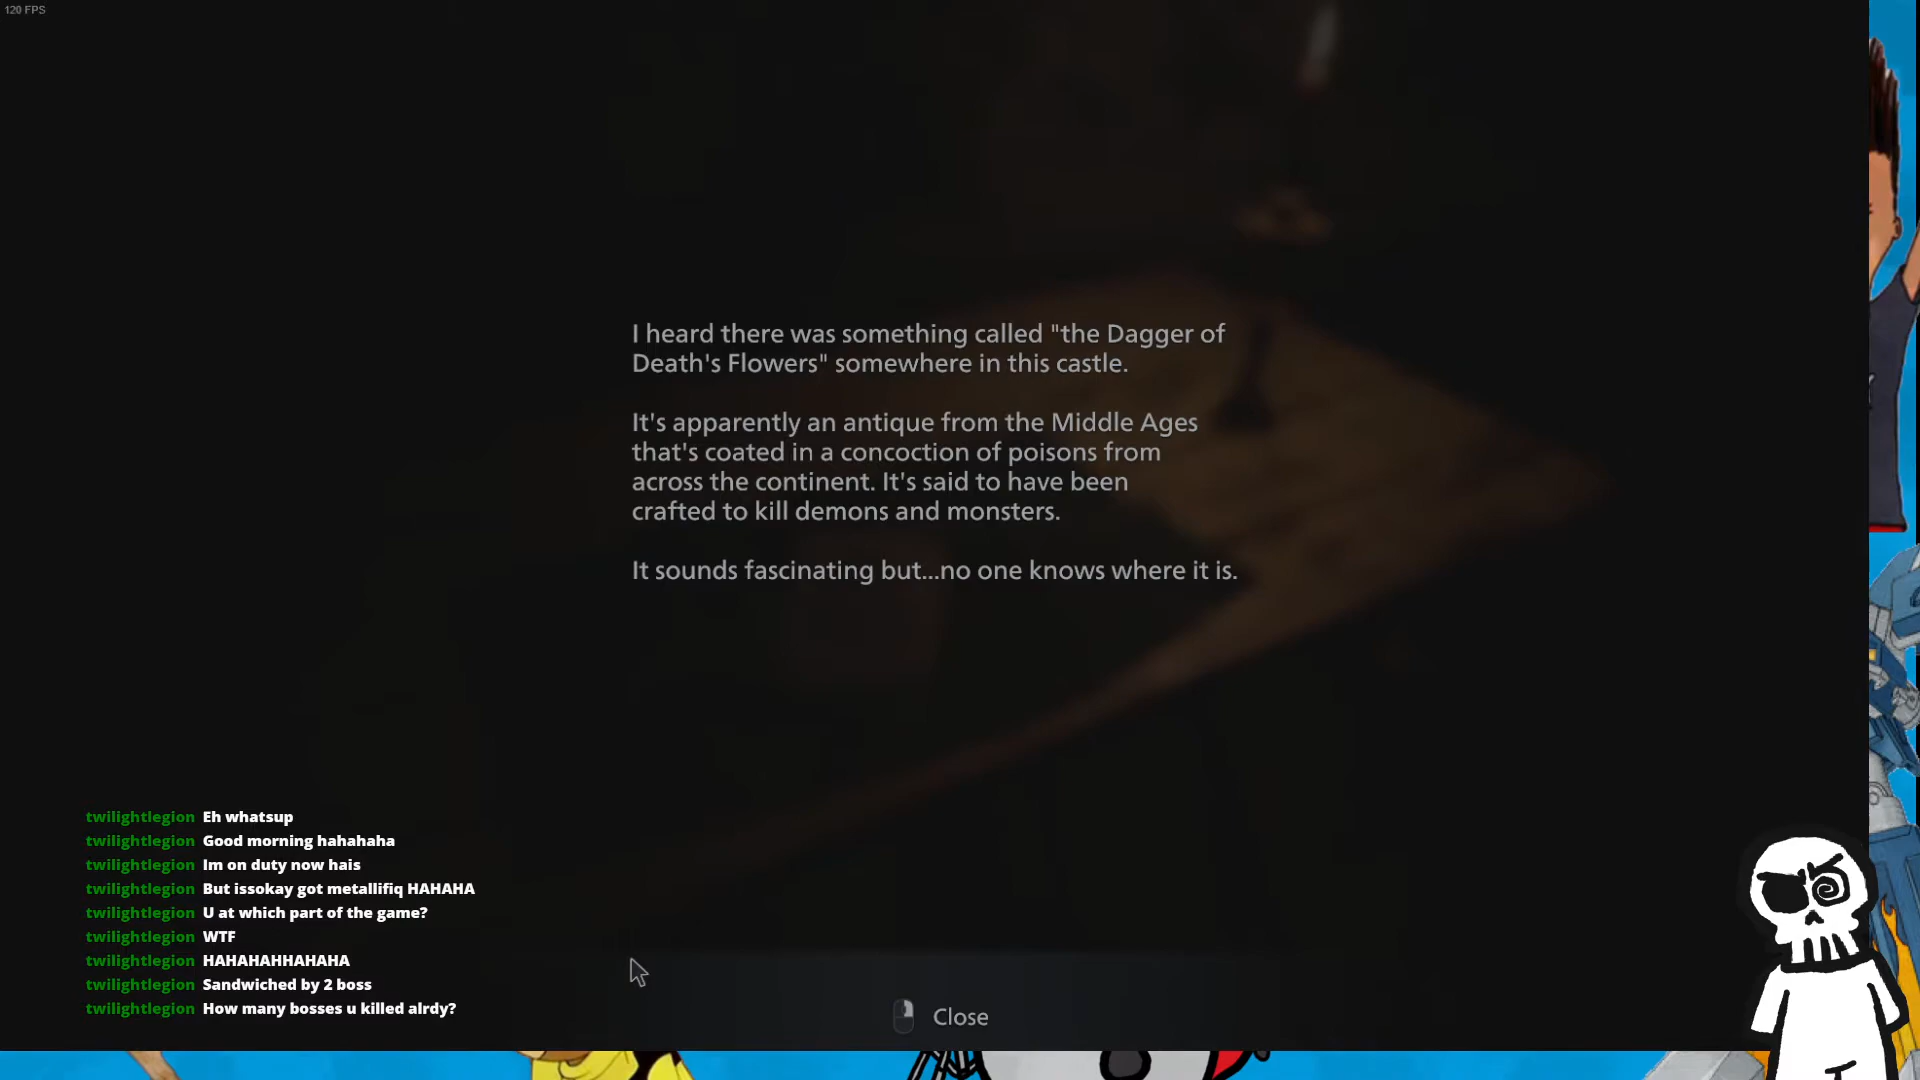 120 FPS
I heard there was something called "the Dagger of
Death's Flowers" somewhere in this castle.
It's apparently an antique from the Middle Ages
that's coated in a concoction of poisons from
across the continent. It's said to have been
crafted to kill demons and monsters.
It sounds fascinating but...no one knows where it is.
twilightlegion Eh whatsup
twilightlegion Good morning hahahaha
twilightlegion Im on duty now hais
twilightlegion But issokay got metallifiq HAHAHA
twilightlegion U at which part of the game?
twilightlegion WTF
twilightlegion HAHAHAHHAHAHA
twilightlegion Sandwiched by 2 boss
twilightlegion How many bosses u killed alrdy?
Close